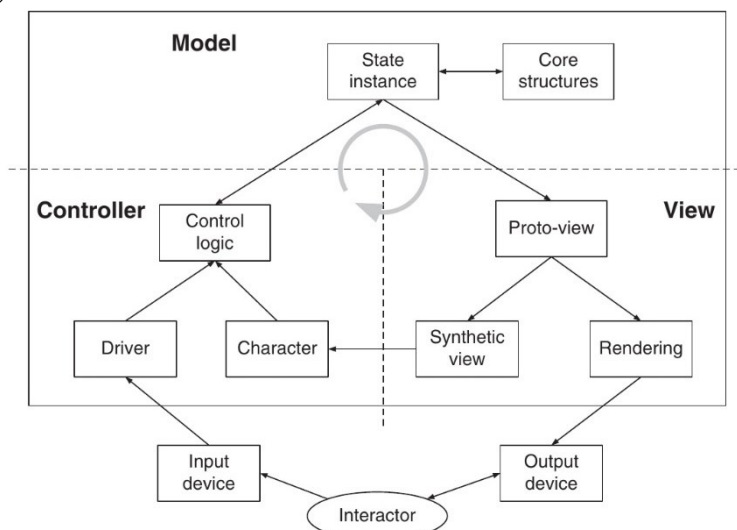 Model
State
instance
Core
structures
Controller
View
Control
logic
Proto-view
Driver
Character
Synthetic
view
Rendering
Input
device
Output
device
Interactor